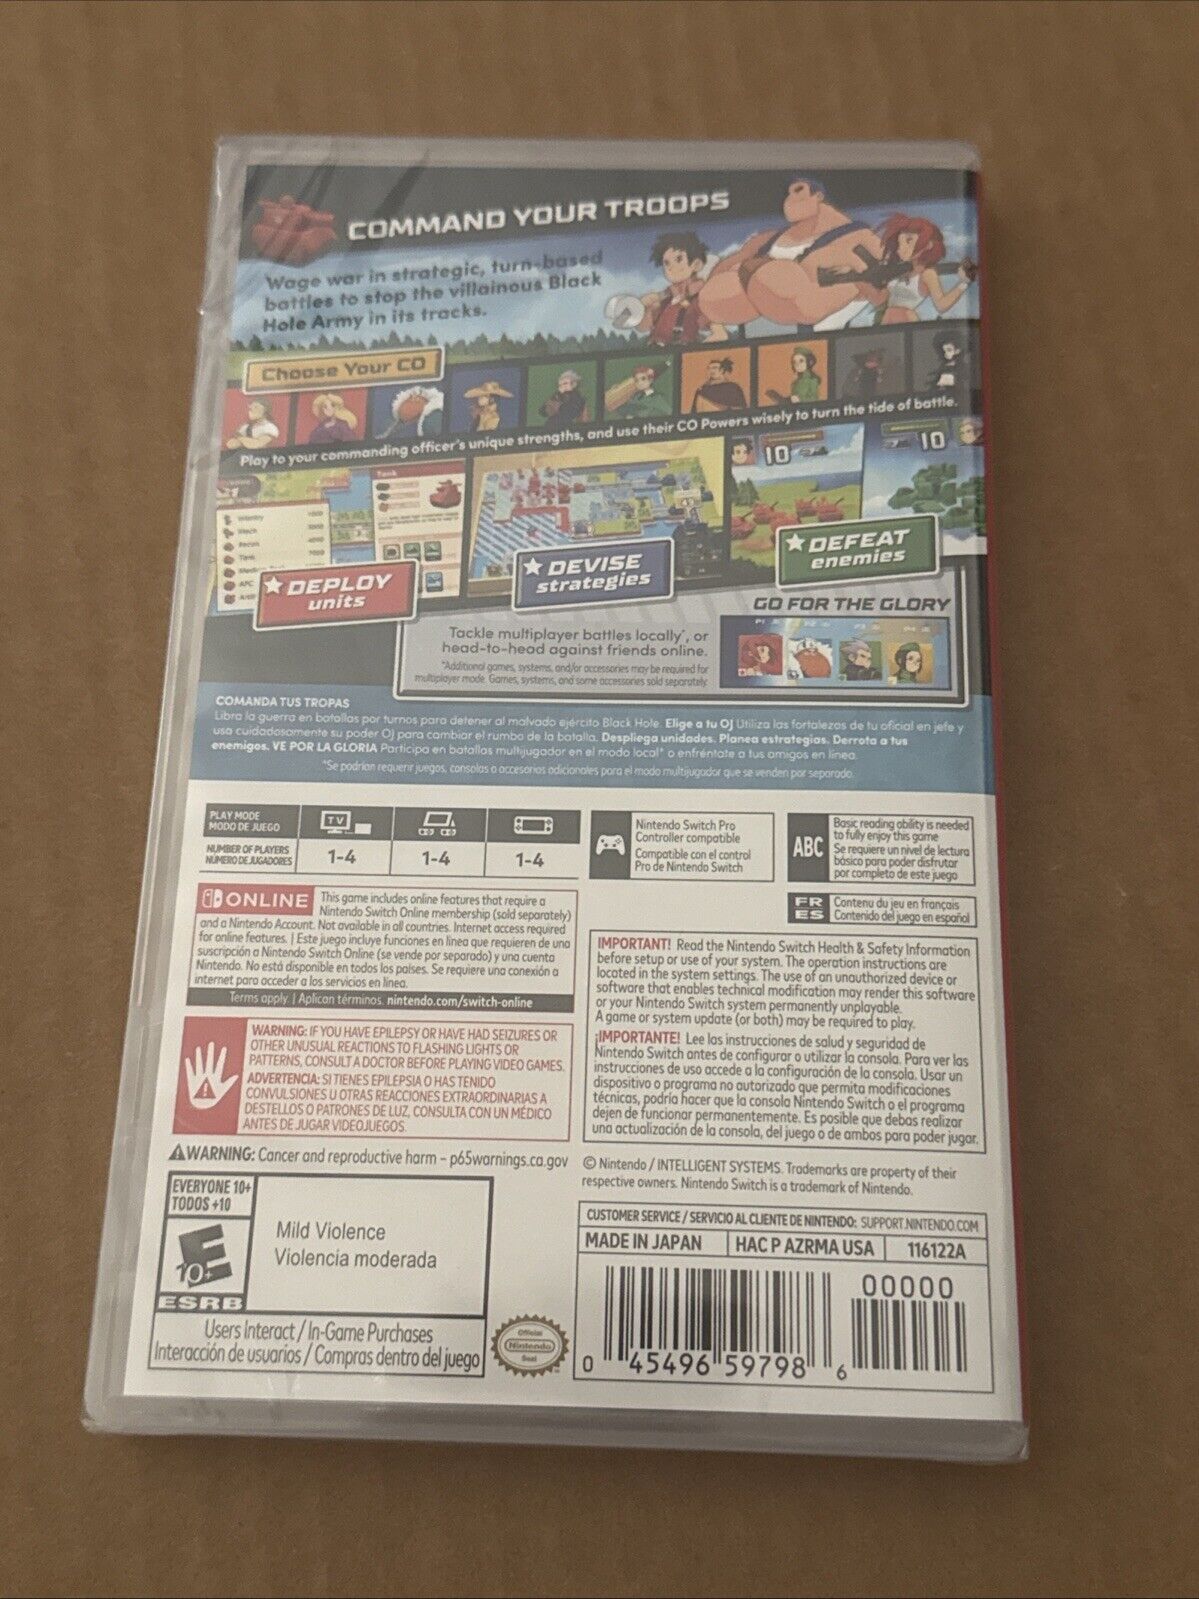 COMMAND YOUR TROOPS
Wage war in strategic, turn-based
battles to stop the villainous Black
Hole Army in its tracks.
Choose Your CO
Play to your commanding officer's unique strengths, and use their CO Powers wisely to turn the tide of battle.
Tank
Infantry
Mech
Recon
Tank
APC
10
10
DEPLOY
units
DEVISE
strategies
DEFEAT
enemies
GO FOR THE GLORY
Tackle multiplayer battles locally*, or
head-to-head against friends online.
*Additional games, systems, and/or accessories may be required for
multiplayer mode. Games, systems, and some accessories sold separately.
COMANDA TUS TROPAS
Libra la guerra en batallas por turnos para detener al malvado ejército Black Hole. Elige a tu OJ Utiliza las fortalezas de tu oficial en jefe y
usa cuidadosamente su poder OJ para cambiar el rumbo de la batalla. Despliega unidades. Planea estrategias. Derrota a tus
enemigos. VE POR LA GLORIA Participa en batallas multijugador en el modo local* o enfréntate a tus amigos en línea.
*Se podrían requerir juegos, consolas o accesorios adicionales para el modo multijugador que se venden por separado.
PLAY MODE
MODO DE JUEGO
TV
NUMBER OF PLAYERS
NÚMERO DE JUGADORES
1-4
1-4
1-4
Nintendo Switch Pro
Controller compatible
Compatible con el control
Pro de Nintendo Switch
ABC
Basic reading ability is needed
to fully enjoy this game
Se requiere un nivel de lectura
básico para poder disfrutar
por completo de este juego
FR
ES
Contenu du jeu en français
Contenido del juego en español
ONLINE
This game includes online features that require a
Nintendo Switch Online membership (sold separately)
and a Nintendo Account. Not available in all countries. Internet access required
for online features. | Este juego incluye funciones en línea que requieren de una
suscripción a Nintendo Switch Online (se vende por separado) y una cuenta
Nintendo. No está disponible en todos los países. Se requiere una conexión a
internet para acceder a los servicios en línea.
Terms apply. | Aplican términos. nintendo.com/switch-online
WARNING: IF YOU HAVE EPILEPSY OR HAVE HAD SEIZURES OR
OTHER UNUSUAL REACTIONS TO FLASHING LIGHTS OR
PATTERNS, CONSULT A DOCTOR BEFORE PLAYING VIDEO GAMES.
ADVERTENCIA: SI TIENES EPILEPSIA O HAS TENIDO
CONVULSIONES U OTRAS REACCIONES EXTRAORDINARIAS A
DESTELLOS O PATRONES DE LUZ, CONSULTA CON UN MÉDICO
ANTES DE JUGAR VIDEOJUEGOS.
IMPORTANT! Read the Nintendo Switch Health & Safety Information
before setup or use of your system. The operation instructions are
located in the system settings. The use of an unauthorized device or
software that enables technical modification may render this software
or your Nintendo Switch system permanently unplayable.
A game or system update (or both) may be required to play.
¡IMPORTANTE! Lee las instrucciones de salud y seguridad de
Nintendo Switch antes de configurar o utilizar la consola. Para ver las
instrucciones de uso accede a la configuración de la consola. Usar un
dispositivo o programa no autorizado que permita modificaciones
técnicas, podría hacer que la consola Nintendo Switch o el programa
dejen de funcionar permanentemente. Es posible que debas realizar
una actualización de la consola, del juego o de ambos para poder jugar.
⚠WARNING: Cancer and reproductive harm – p65warnings.ca.gov
© Nintendo / INTELLIGENT SYSTEMS. Trademarks are property of their
respective owners. Nintendo Switch is a trademark of Nintendo.
EVERYONE 10+
TODOS +10
E
10+
ESRB
Mild Violence
Violencia moderada
Users Interact / In-Game Purchases
Interacción de usuarios / Compras dentro del juego
Official
Nintendo
Seal
CUSTOMER SERVICE / SERVICIO AL CLIENTE DE NINTENDO: SUPPORT.NINTENDO.COM
MADE IN JAPAN
HAC P AZRMA USA
116122A
00000
0 45496 59798 6